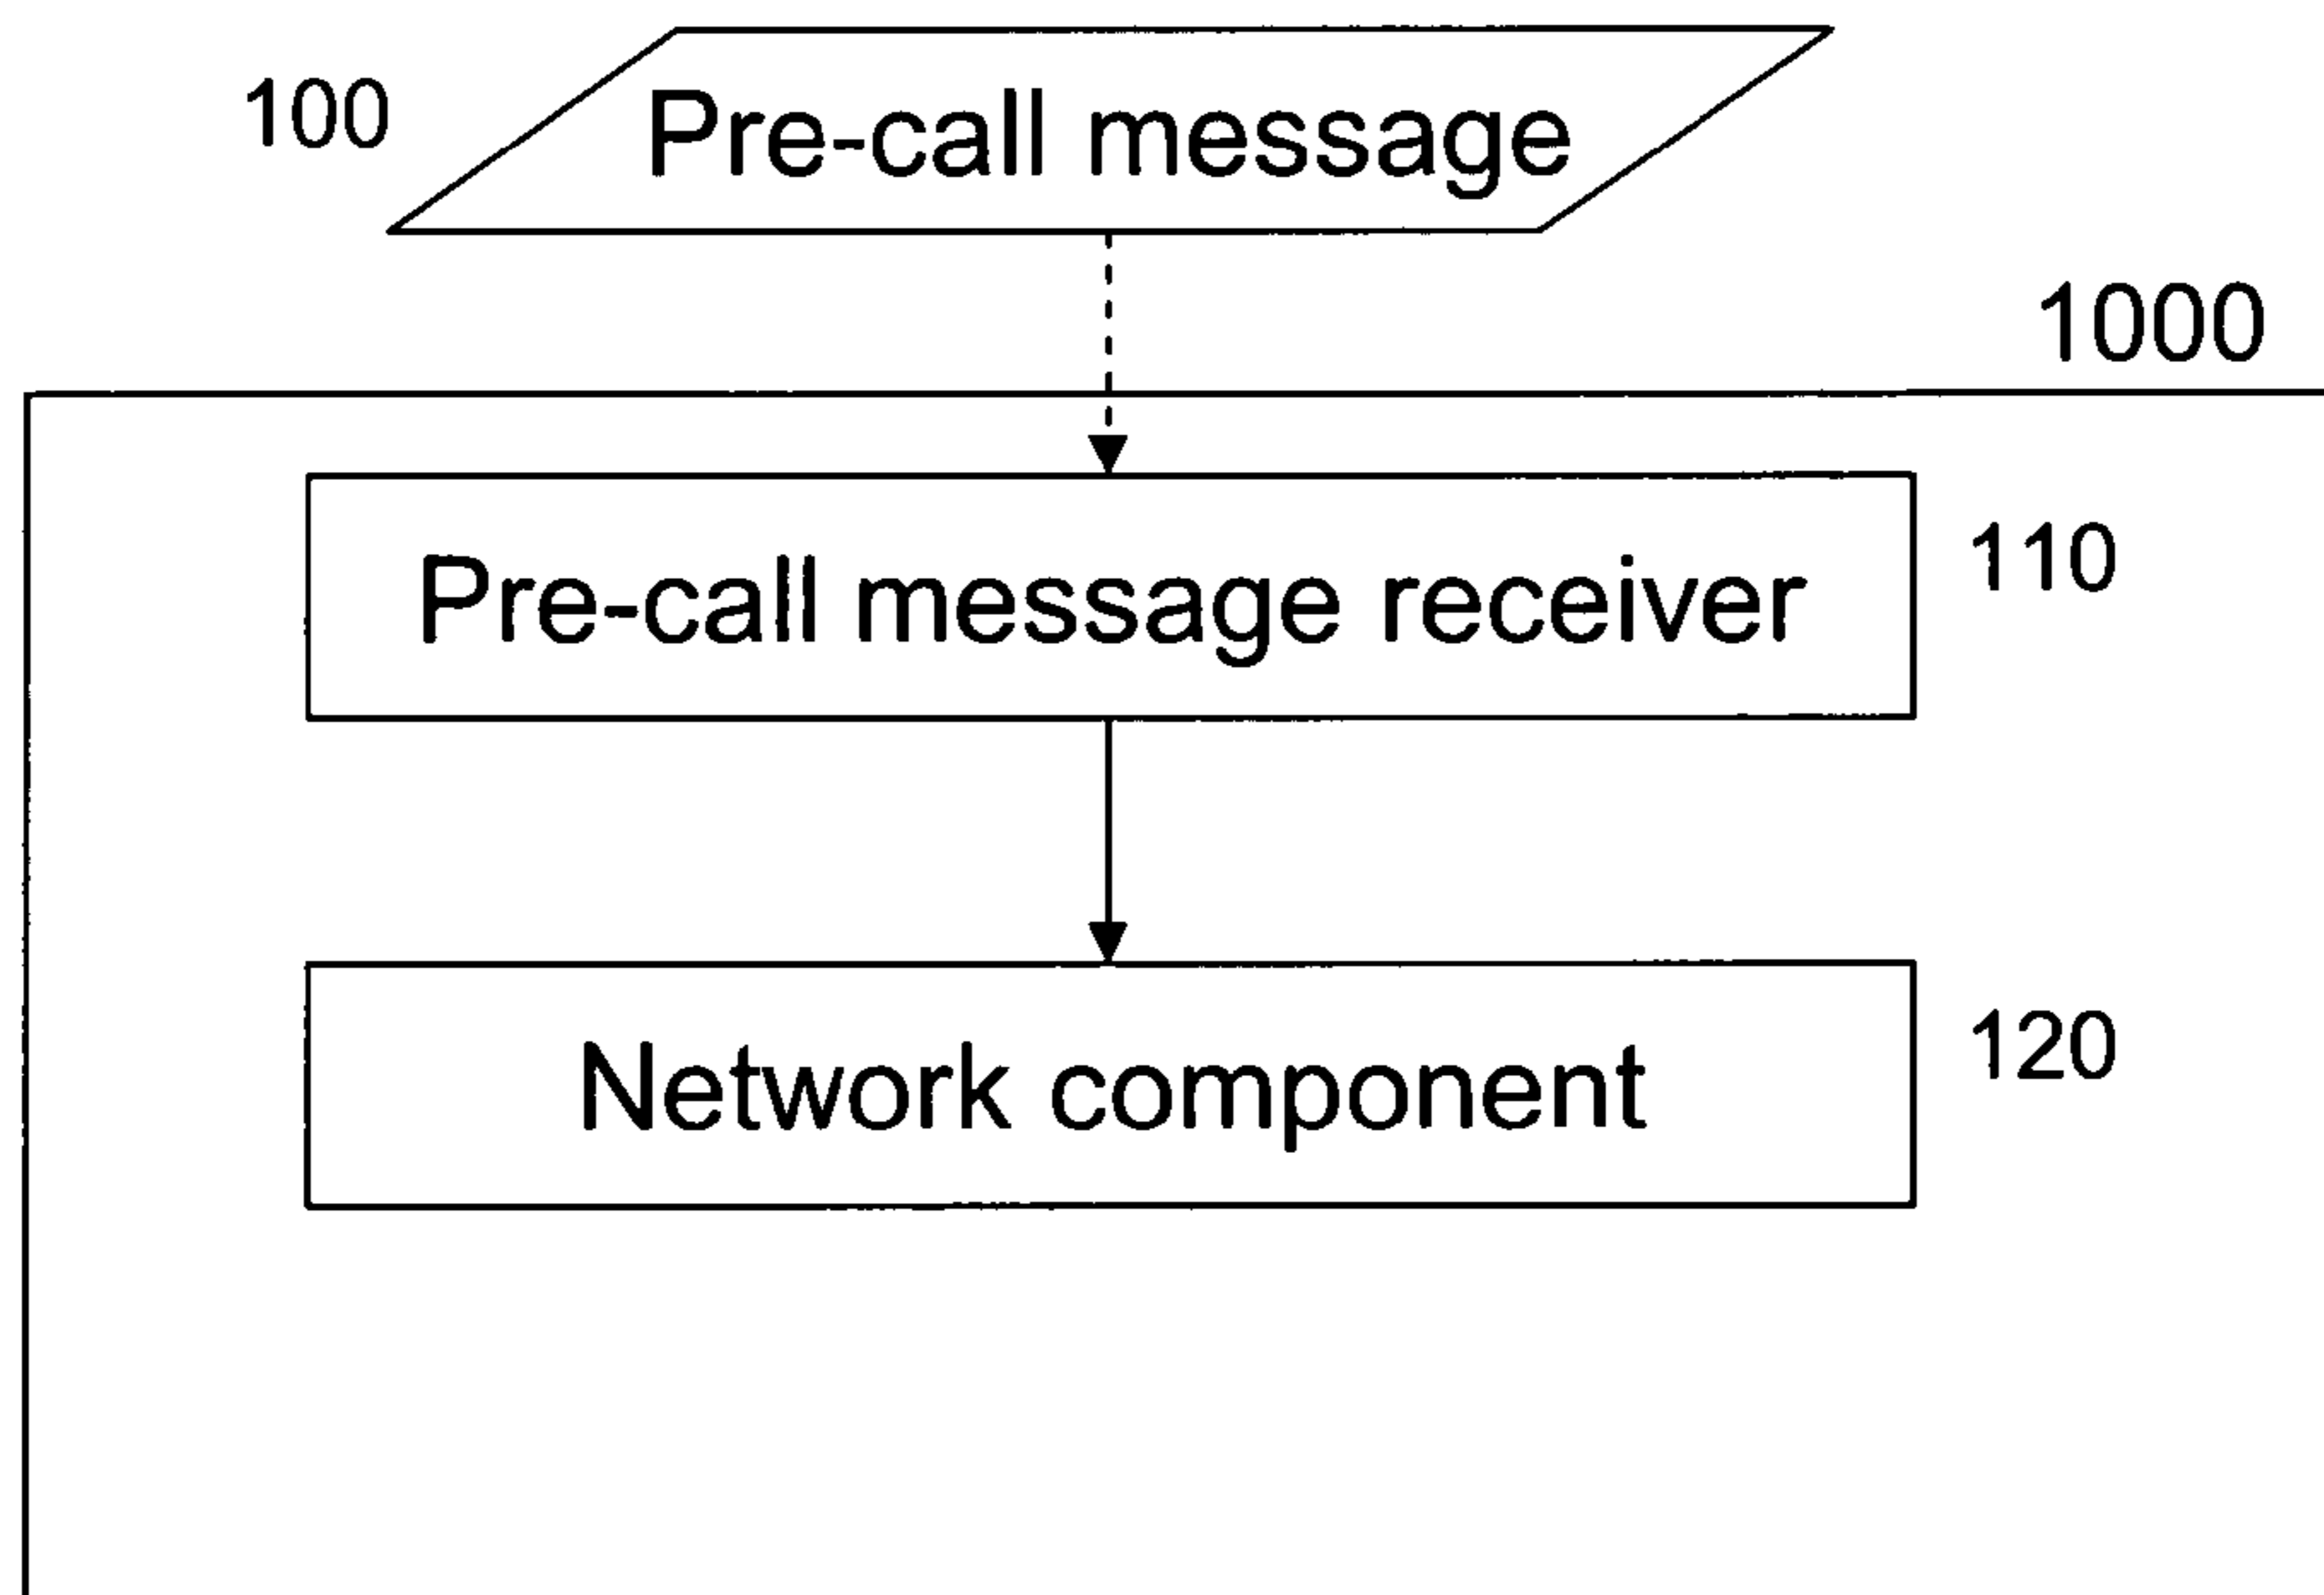 100
Pre-call message
1000
Pre-call message receiver
110
Network component
120